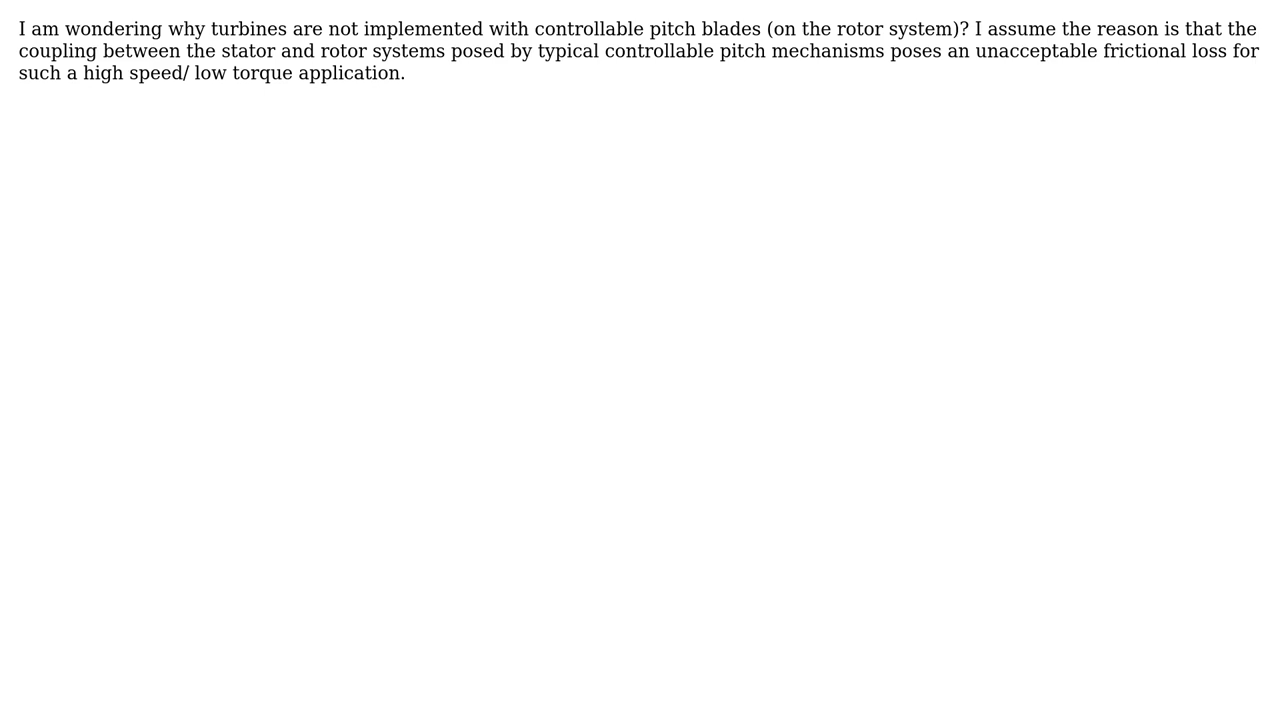 I am wondering why turbines are not implemented with controllable pitch blades (on the rotor system)? I assume the reason is that the
coupling between the stator and rotor systems posed by typical controllable pitch mechanisms poses an unacceptable frictional loss for
such a high speed/ low torque application.